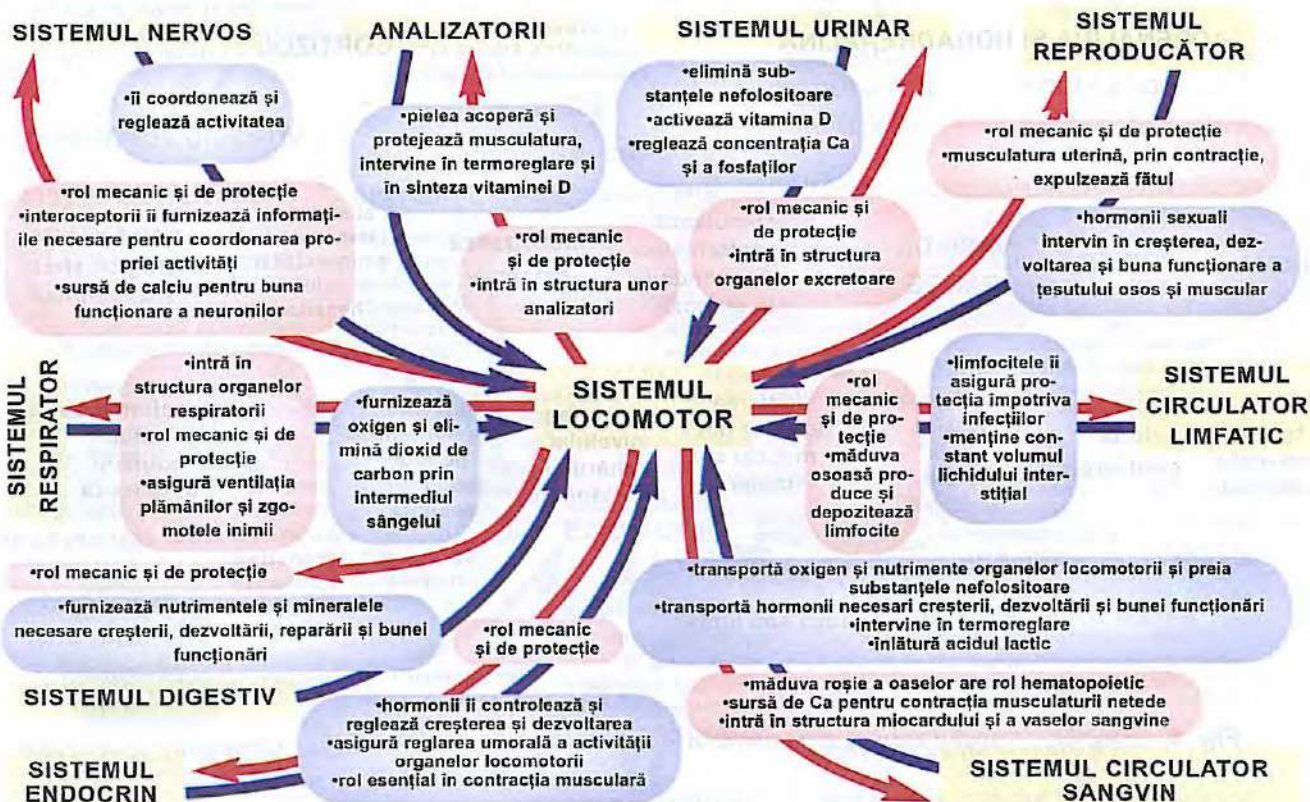 SISTEMUL NERVOS
•îi coordonează și
reglează activitatea
•rol mecanic și de protecție
•interoceptorii îi furnizează informați-
ile necesare pentru coordonarea pro-
priei activități
•sursă de calciu pentru buna
funcționare a neuronilor
ANALIZATORII
•pielea acoperă și
protejează musculatura,
intervine în termoreglare și
în sinteza vitaminei D
•rol mecanic
și de protecție
•intră în structura unor
analizatori
SISTEMUL URINAR
•elimină sub-
stanțele nefolositoare
•activează vitamina D
•reglează concentrația Ca
și a fosfaților
•rol mecanic și
de protecție
•intră în structura
organelor excretoare
SISTEMUL
REPRODUCĂTOR
•rol mecanic și de protecție
•musculatura uterină, prin contracție,
expulzează fătul
•hormonii sexuali
intervin în creșterea, dez-
voltarea și buna funcționare a
țesutului osos și muscular
SISTEMUL
RESPIRATOR
•intră în
structura organelor
respiratorii
•rol mecanic și de
protecție
•asigură ventilația
plămânilor și zgo-
motele inimii
•furnizează
oxigen și eli-
mină dioxid de
carbon prin
intermediul
sângelui
SISTEMUL
LOCOMOTOR
•rol
mecanic
și de pro-
tecție
•măduva
osoasă pro-
duce și
depozitează
limfocite
•limfocitele îi
asigură pro-
tecția împotriva
infecțiilor
•menține con-
stant volumul
lichidului inter-
stițial
SISTEMUL
CIRCULATOR
LIMFATIC
•rol mecanic și de protecție
•furnizează nutrimentele și mineralele
necesare creșterii, dezvoltării, reparării și bunei
funcționări
SISTEMUL DIGESTIV
•rol mecanic
și de protecție
•hormonii îi controlează și
reglează creșterea și dezvoltarea
•asigură reglarea umorală a activității
organelor locomotorii
•rol esențial în contracția musculară
SISTEMUL
ENDOCRIN
•transportă oxigen și nutrimente organelor locomotorii și preia
substanțele nefolositoare
•transportă hormonii necesari creșterii, dezvoltării și bunei funcționări
•intervine în termoreglare
•înlătură acidul lactic
•măduva roșie a oaselor are rol hematopoietic
•sursă de Ca pentru contracția musculaturii netede
•intră în structura miocardului și a vaselor sangvine
SISTEMUL CIRCULATOR
SANGVIN